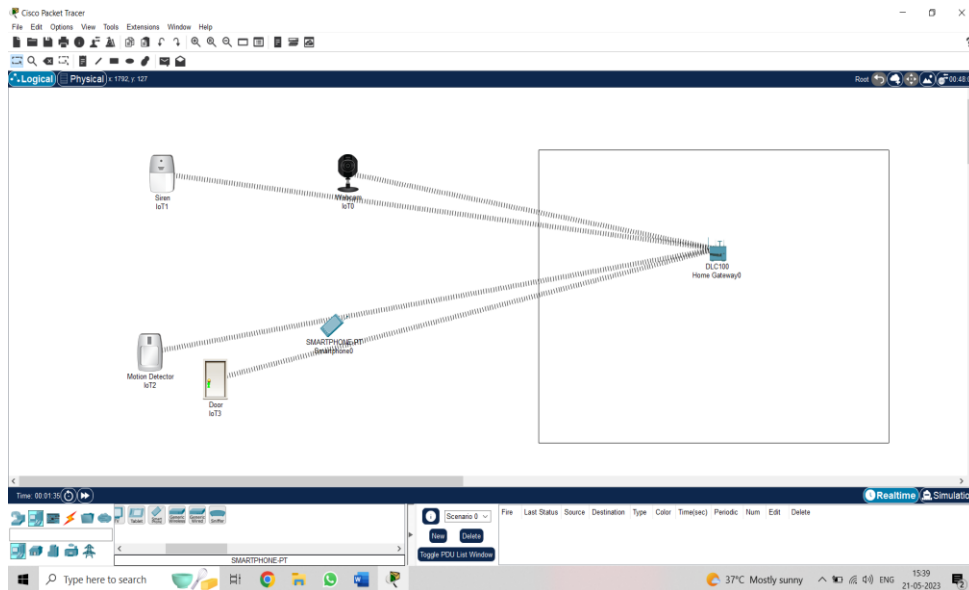 Cisco Packet Tracer
File Edit Options View Tools Extensions Window Help
Logical Physical x: 1792, y: 127 Root
Siren
IoT1
Webcam
IoT0
DLC100
Home Gateway0
SMARTPHONE-PT
Smartphone0
Motion Detector
IoT2
Door
IoT3
Time: 00:01:35 Realtime Simulatio
Scenario 0 Fire Last Status Source Destination Type Color Time(sec) Periodic Num Edit Delete
New Delete
Toggle PDU List Window
SMARTPHONE-PT
Type here to search 37°C Mostly sunny ENG 15:39
21-05-2023